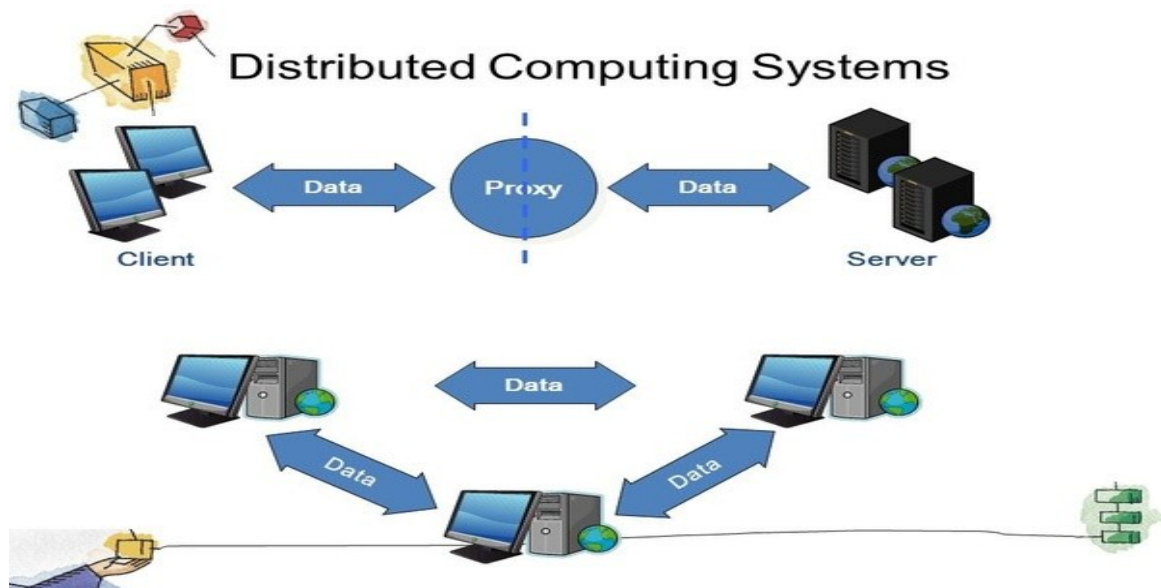 Distributed Computing Systems
Data
Proxy
Data
Client
Server
Data
Data
Data